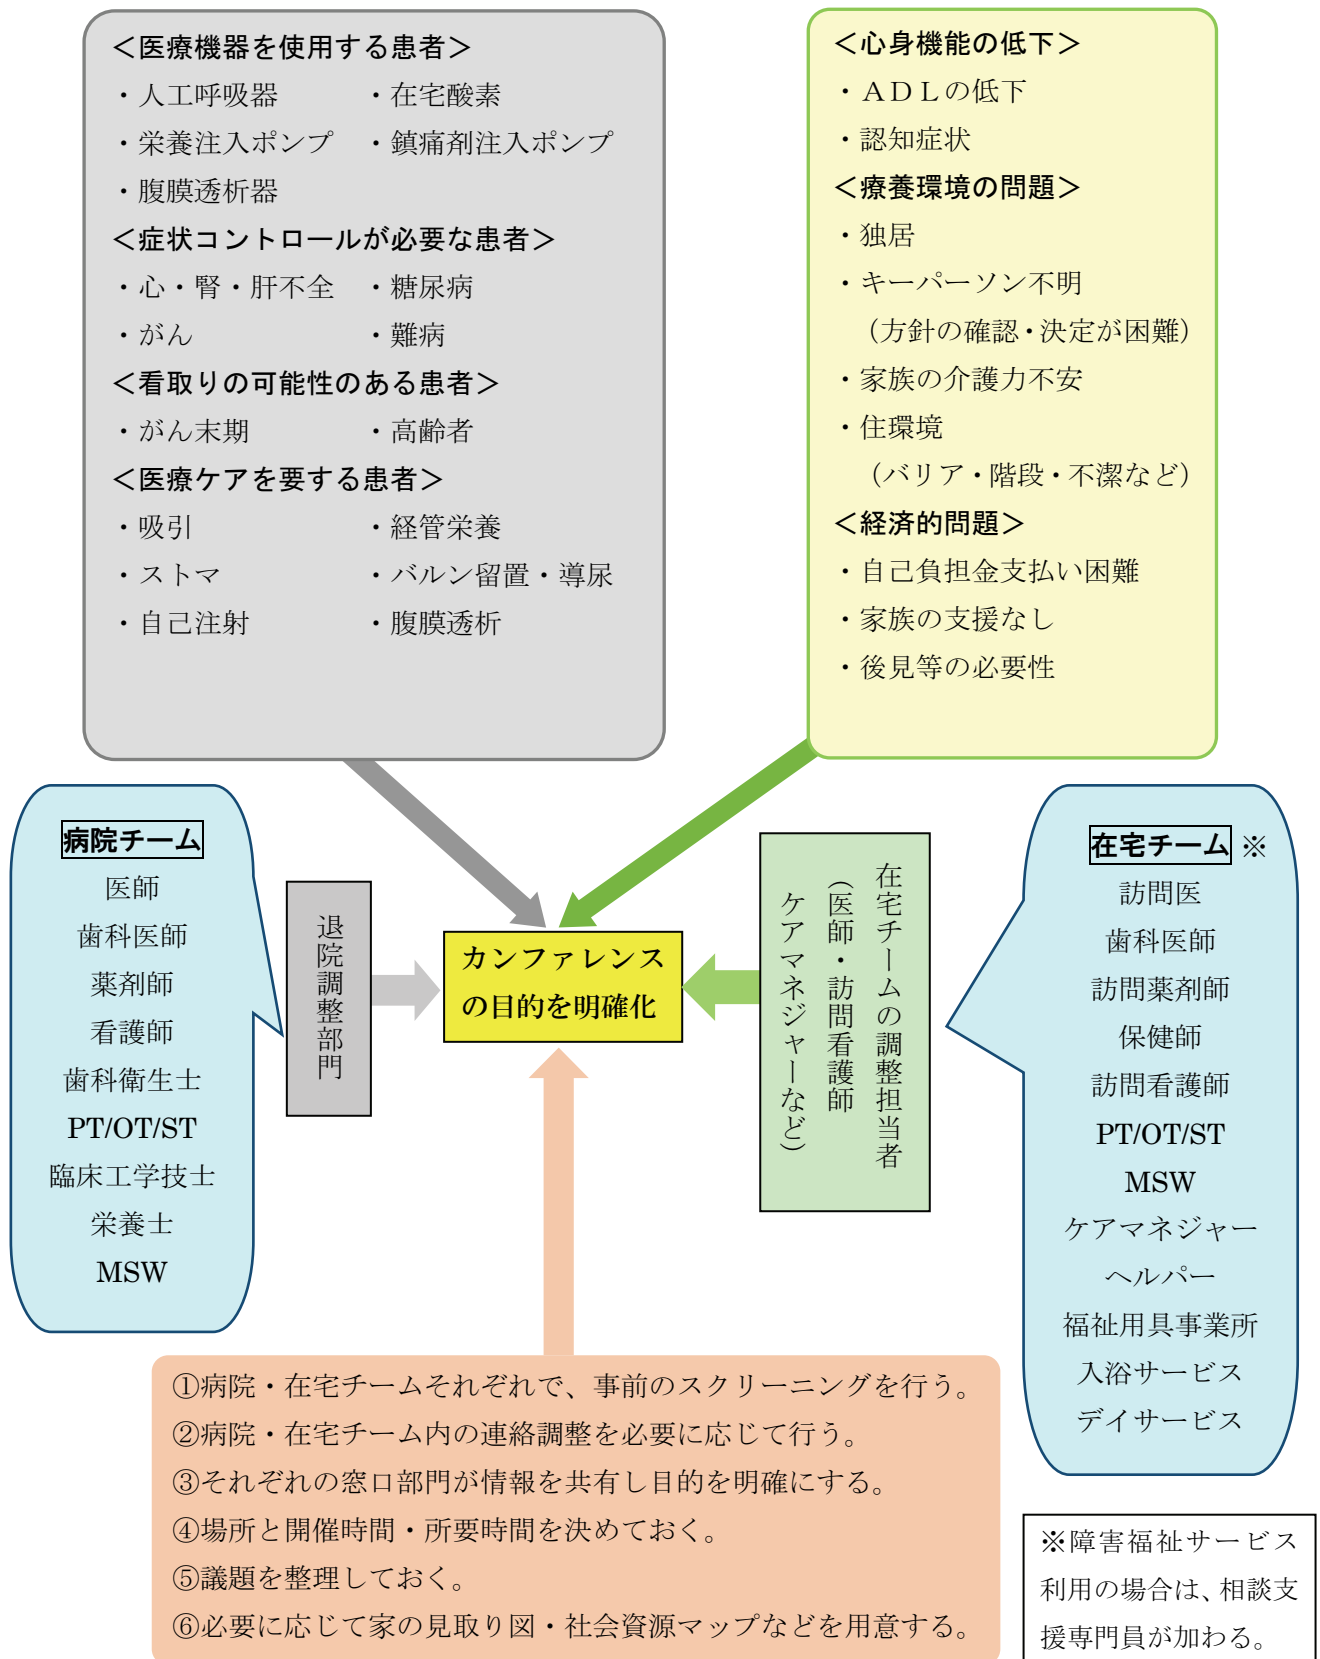 ＜医療機器を使用する患者＞
・人工呼吸器　・在宅酸素
・栄養注入ポンプ　・鎮痛剤注入ポンプ
・腹膜透析器
＜症状コントロールが必要な患者＞
・心・腎・肝不全　・糖尿病
・がん　・難病
＜看取りの可能性のある患者＞
・がん末期　・高齢者
＜医療ケアを要する患者＞
・吸引　・経管栄養
・ストマ　・バルン留置・導尿
・自己注射　・腹膜透析
＜心身機能の低下＞
・ＡＤＬの低下
・認知症状
＜療養環境の問題＞
・独居
・キーパーソン不明
（方針の確認・決定が困難）
・家族の介護力不安
・住環境
（バリア・階段・不潔など）
＜経済的問題＞
・自己負担金支払い困難
・家族の支援なし
・後見等の必要性
病院チーム
医師
歯科医師
薬剤師
看護師
歯科衛生士
PT/OT/ST
臨床工学技士
栄養士
MSW
退院調整部門
カンファレンス
の目的を明確化
在宅チームの調整担当者
（医師・訪問看護師
ケアマネジャーなど）
在宅チーム ※
訪問医
歯科医師
訪問薬剤師
保健師
訪問看護師
PT/OT/ST
MSW
ケアマネジャー
ヘルパー
福祉用具事業所
入浴サービス
デイサービス
①病院・在宅チームそれぞれで、事前のスクリーニングを行う。
②病院・在宅チーム内の連絡調整を必要に応じて行う。
③それぞれの窓口部門が情報を共有し目的を明確にする。
④場所と開催時間・所要時間を決めておく。
⑤議題を整理しておく。
⑥必要に応じて家の見取り図・社会資源マップなどを用意する。
※障害福祉サービス
利用の場合は、相談支
援専門員が加わる。